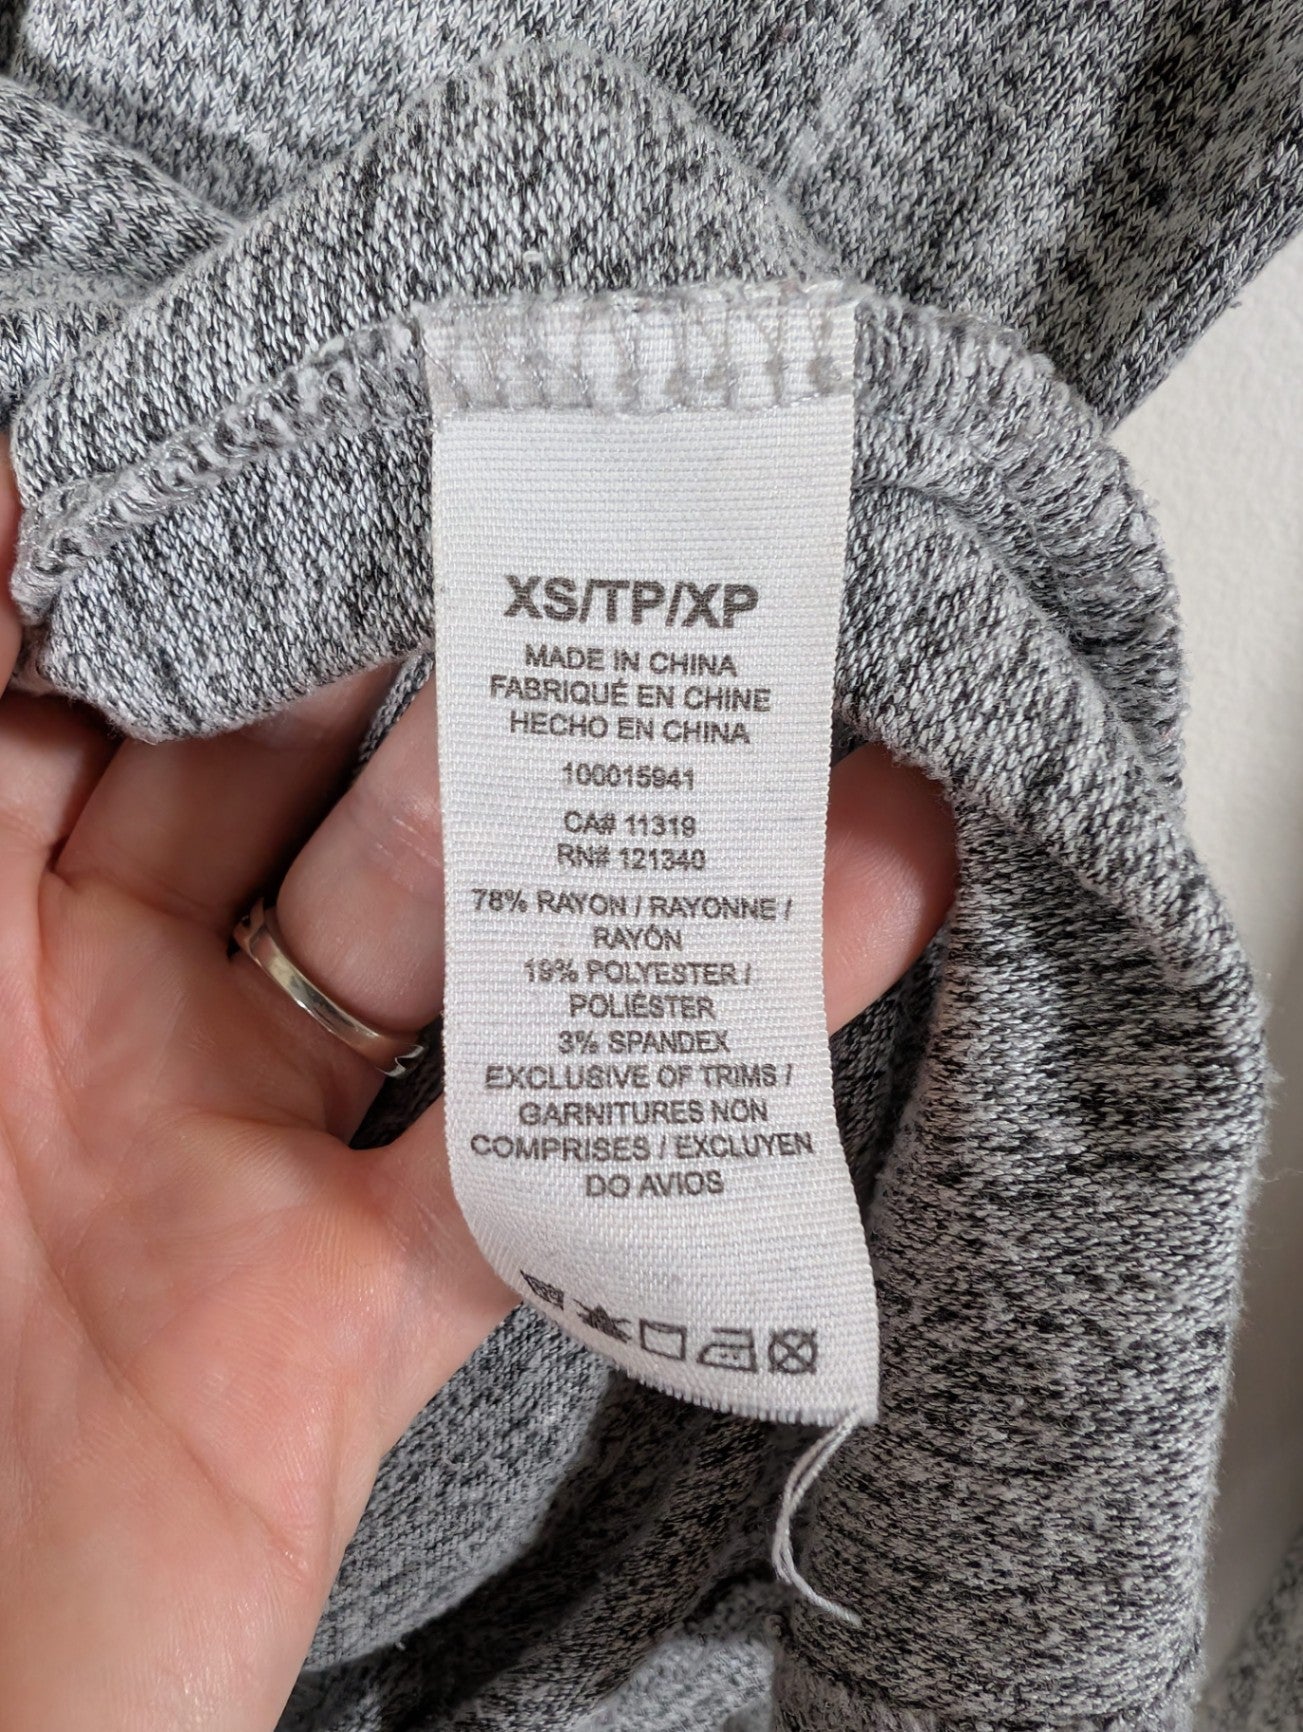 XS/TP/XP
MADE IN CHINA
FABRIQUÉ EN CHINE
HECHO EN CHINA
100015941
CA# 11319
RN# 121340
78% RAYON / RAYONNE /
RAYÓN
19% POLYESTER /
POLIÉSTER
3% SPANDEX
EXCLUSIVE OF TRIMS /
GARNITURES NON
COMPRISES / EXCLUYEN
DO AVIOS